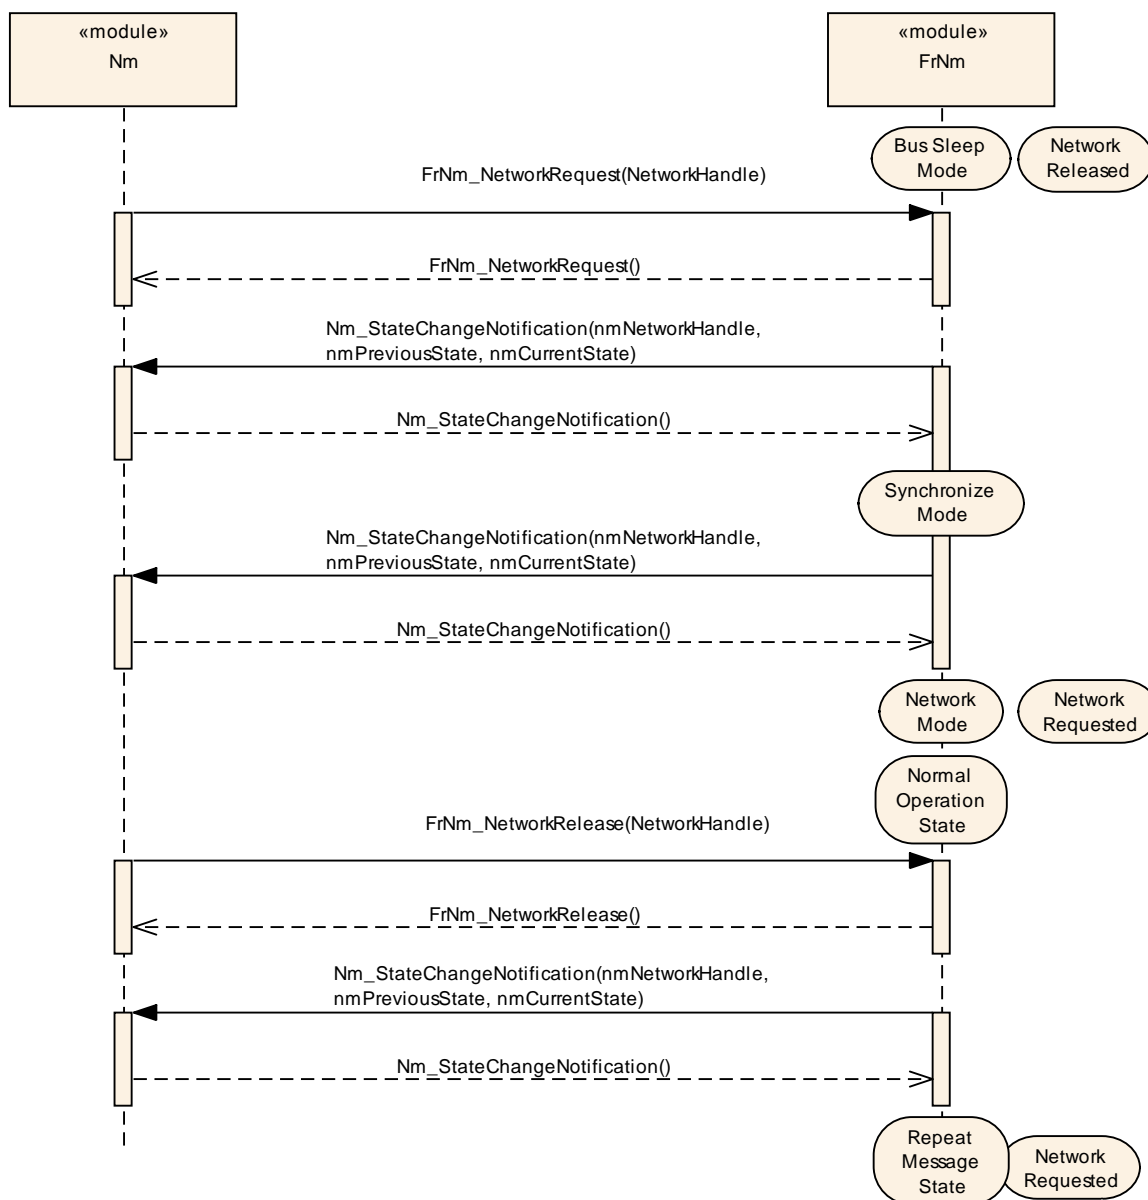 «module»
Nm
«module»
FrNm
Bus Sleep
Mode
Network
Released
FrNm_NetworkRequest(NetworkHandle)
FrNm_NetworkRequest()
Nm_StateChangeNotification(nmNetworkHandle,
nmPreviousState, nmCurrentState)
Nm_StateChangeNotification()
Synchronize
Mode
Nm_StateChangeNotification(nmNetworkHandle,
nmPreviousState, nmCurrentState)
Nm_StateChangeNotification()
Network
Mode
Network
Requested
Normal
Operation
State
FrNm_NetworkRelease(NetworkHandle)
FrNm_NetworkRelease()
Nm_StateChangeNotification(nmNetworkHandle,
nmPreviousState, nmCurrentState)
Nm_StateChangeNotification()
Repeat
Message
State
Network
Requested